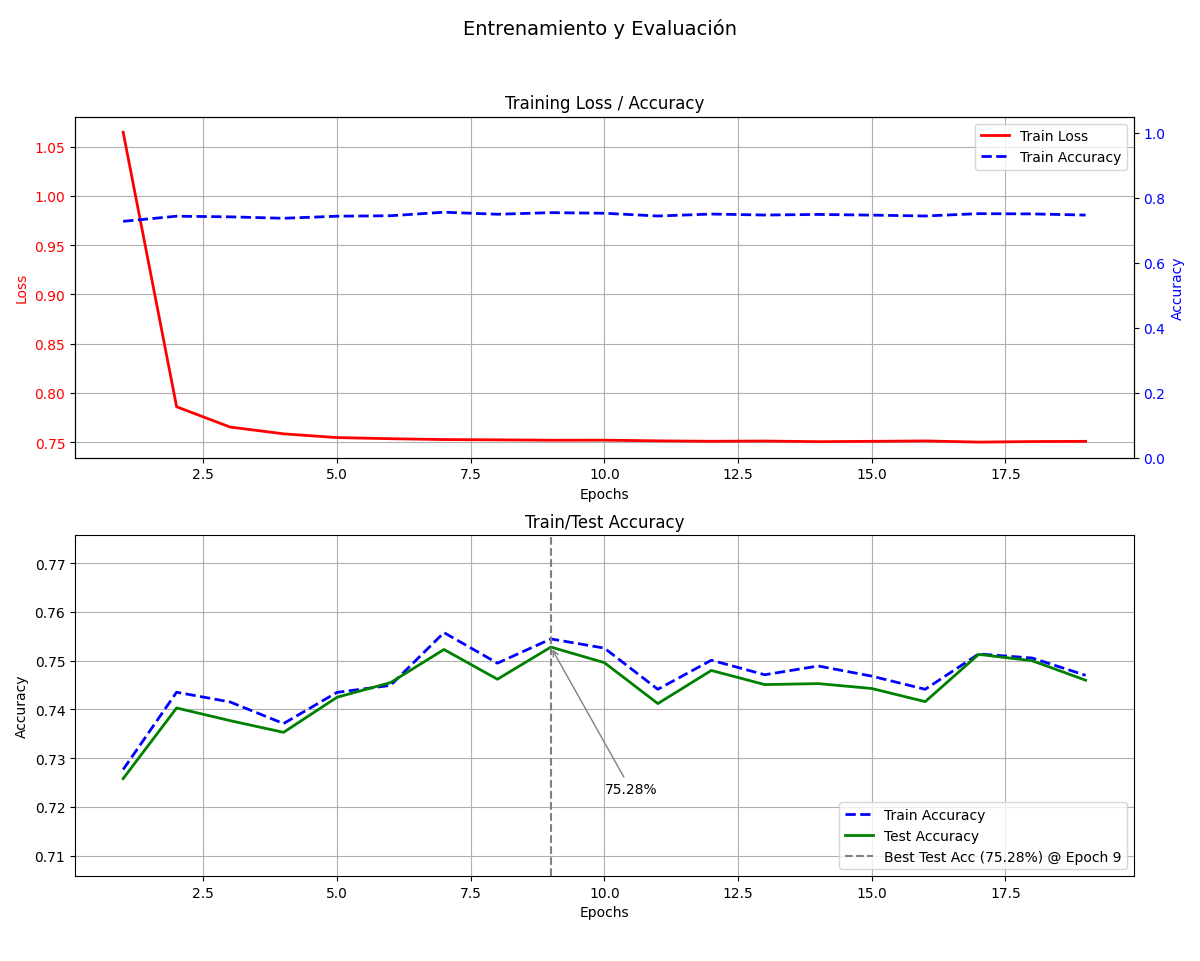 Entrenamiento y Evaluación
Training Loss / Accuracy
Train Loss
Train Accuracy
1.05
1.00
0.95
0.90
0.85
0.80
0.75
Loss
1.0
0.8
0.6
0.4
0.2
0.0
Accuracy
2.5 5.0 7.5 10.0 12.5 15.0 17.5
Epochs
Train/Test Accuracy
0.77
0.76
0.75
0.74
0.73
0.72
0.71
Accuracy
75.28%
Train Accuracy
Test Accuracy
Best Test Acc (75.28%) @ Epoch 9
2.5 5.0 7.5 10.0 12.5 15.0 17.5
Epochs